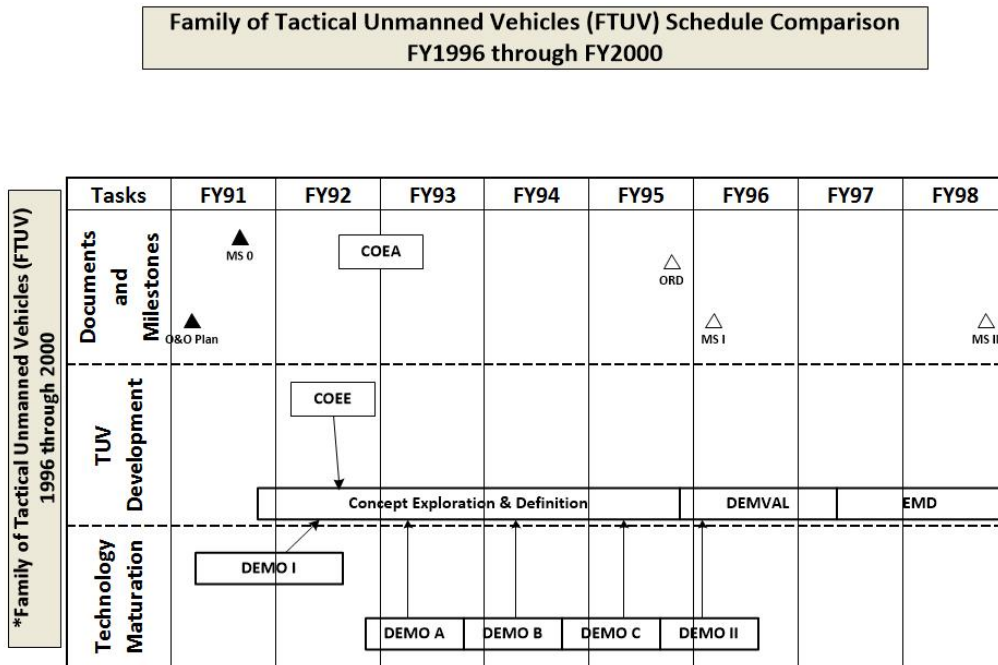 Family of Tactical Unmanned Vehicles (FTUV) Schedule Comparison
FY1996 through FY2000
*Family of Tactical Unmanned Vehicles (FTUV)
1996 through 2000
Tasks FY91 FY92 FY93 FY94 FY95 FY96 FY97 FY98
Documents
and
Milestones
MS 0
COEA
ORD
O&O Plan
MS I
MS II
TUV
Development
COEE
Concept Exploration & Definition DEMVAL EMD
Technology
Maturation
DEMO I
DEMO A DEMO B DEMO C DEMO II